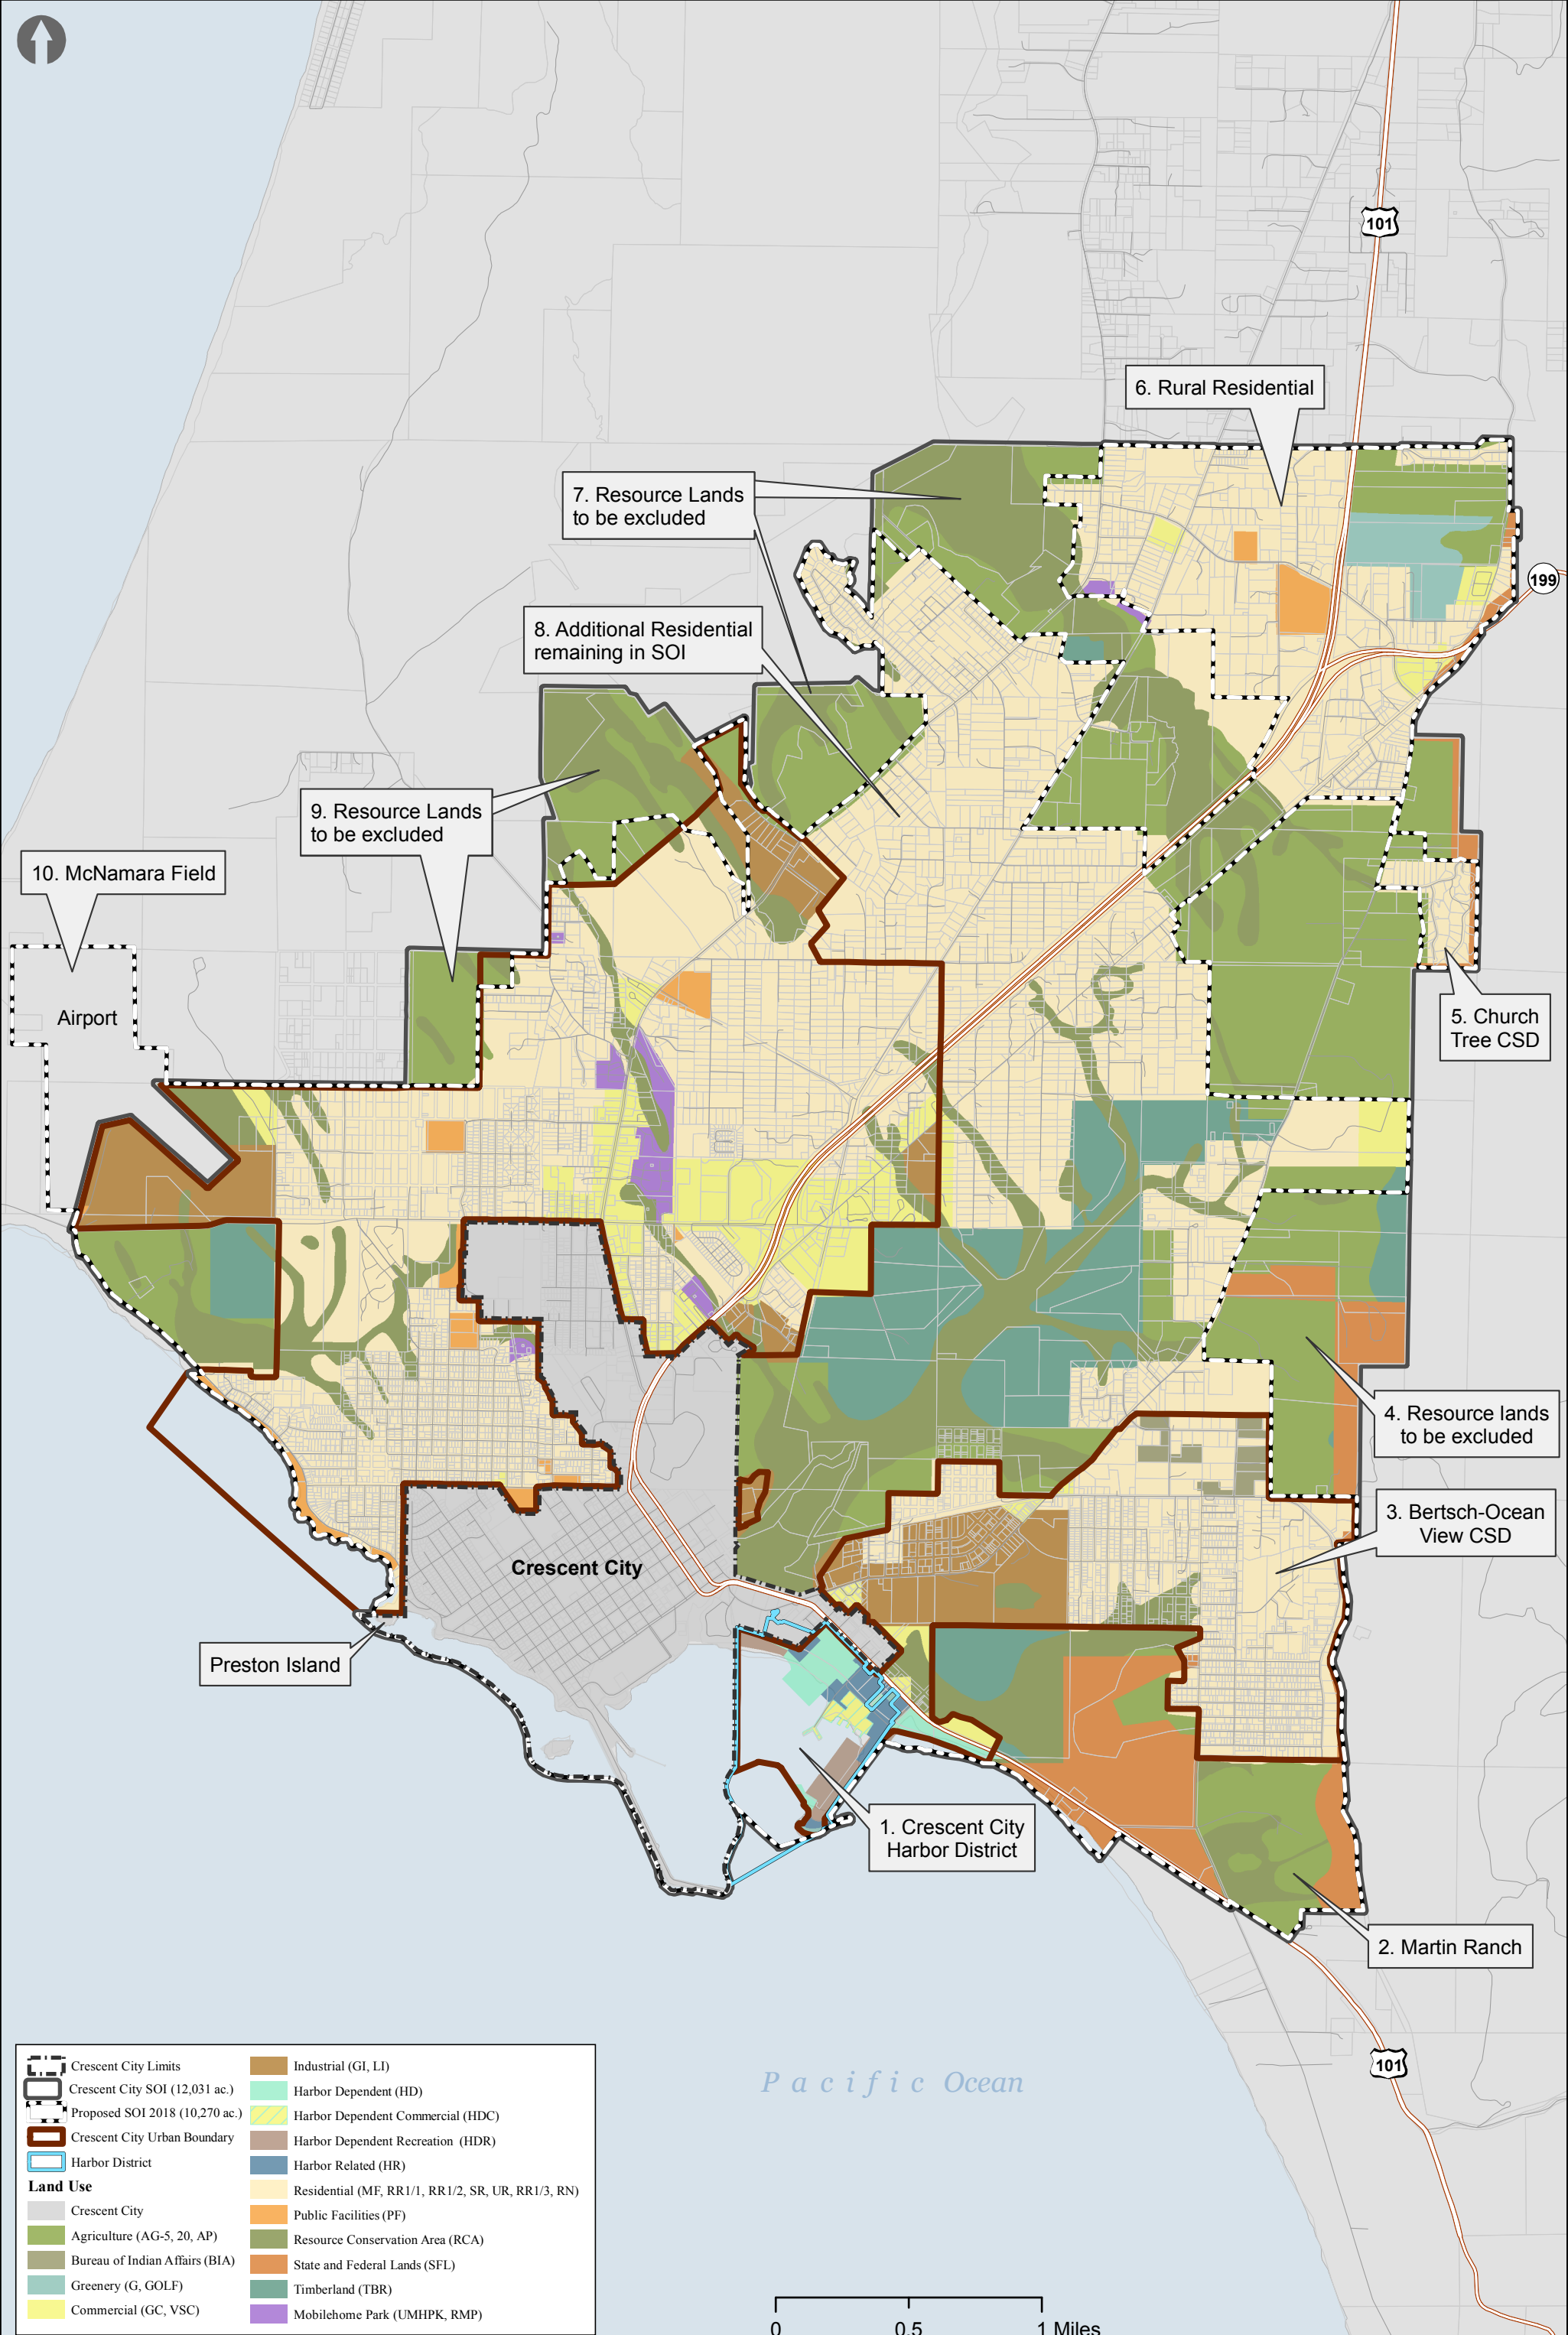 101
6. Rural Residential
7. Resource Lands
to be excluded
199
8. Additional Residential
remaining in SOI
9. Resource Lands
to be excluded
10. McNamara Field
Airport
5. Church
Tree CSD
4. Resource lands
to be excluded
3. Bertsch-Ocean
View CSD
Crescent City
Preston Island
1. Crescent City
Harbor District
2. Martin Ranch
101
Pacific Ocean
Crescent City Limits
Crescent City SOI (12,031 ac.)
Proposed SOI 2018 (10,270 ac.)
Crescent City Urban Boundary
Harbor District
Land Use
Crescent City
Agriculture (AG-5, 20, AP)
Bureau of Indian Affairs (BIA)
Greenery (G, GOLF)
Commercial (GC, VSC)
Industrial (GI, LI)
Harbor Dependent (HD)
Harbor Dependent Commercial (HDC)
Harbor Dependent Recreation (HDR)
Harbor Related (HR)
Residential (MF, RR1/1, RR1/2, SR, UR, RR1/3, RN)
Public Facilities (PF)
Resource Conservation Area (RCA)
State and Federal Lands (SFL)
Timberland (TBR)
Mobilehome Park (UMHPK, RMP)
0 0.5 1 Miles